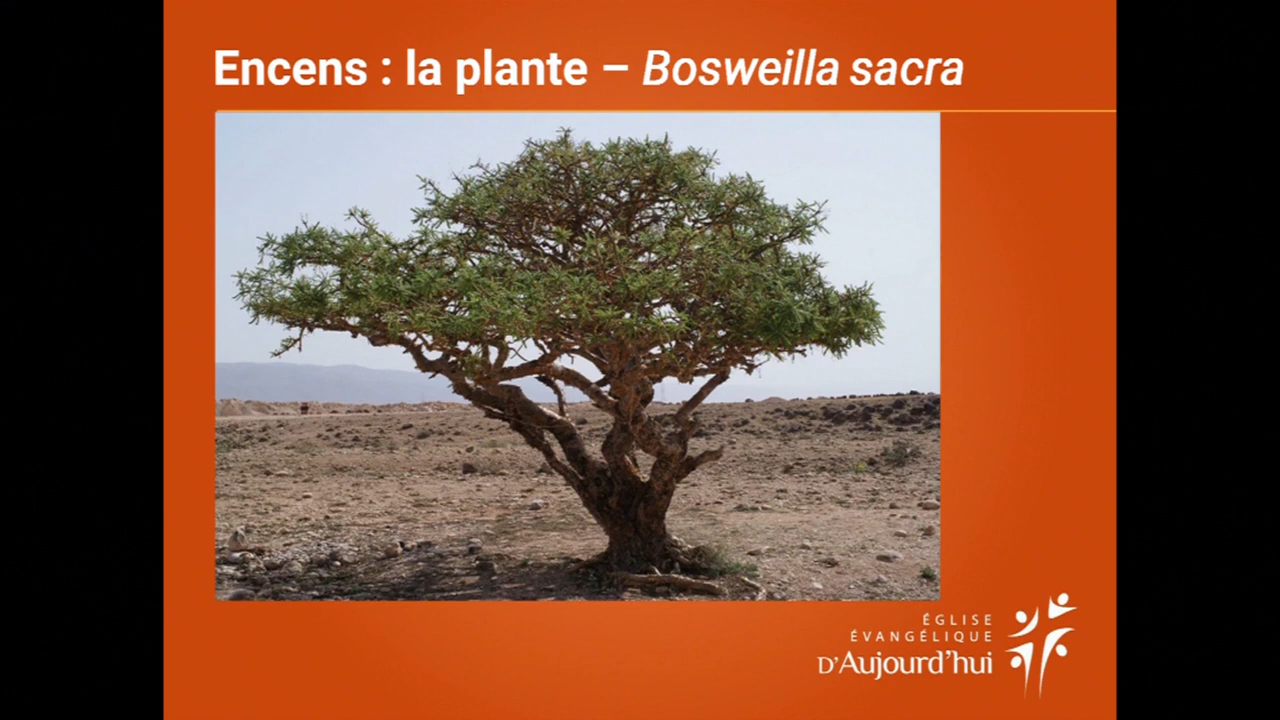 Encens : la plante – Bosweilla sacra
ÉGLISE
ÉVANGÉLIQUE
D'Aujourd'hui